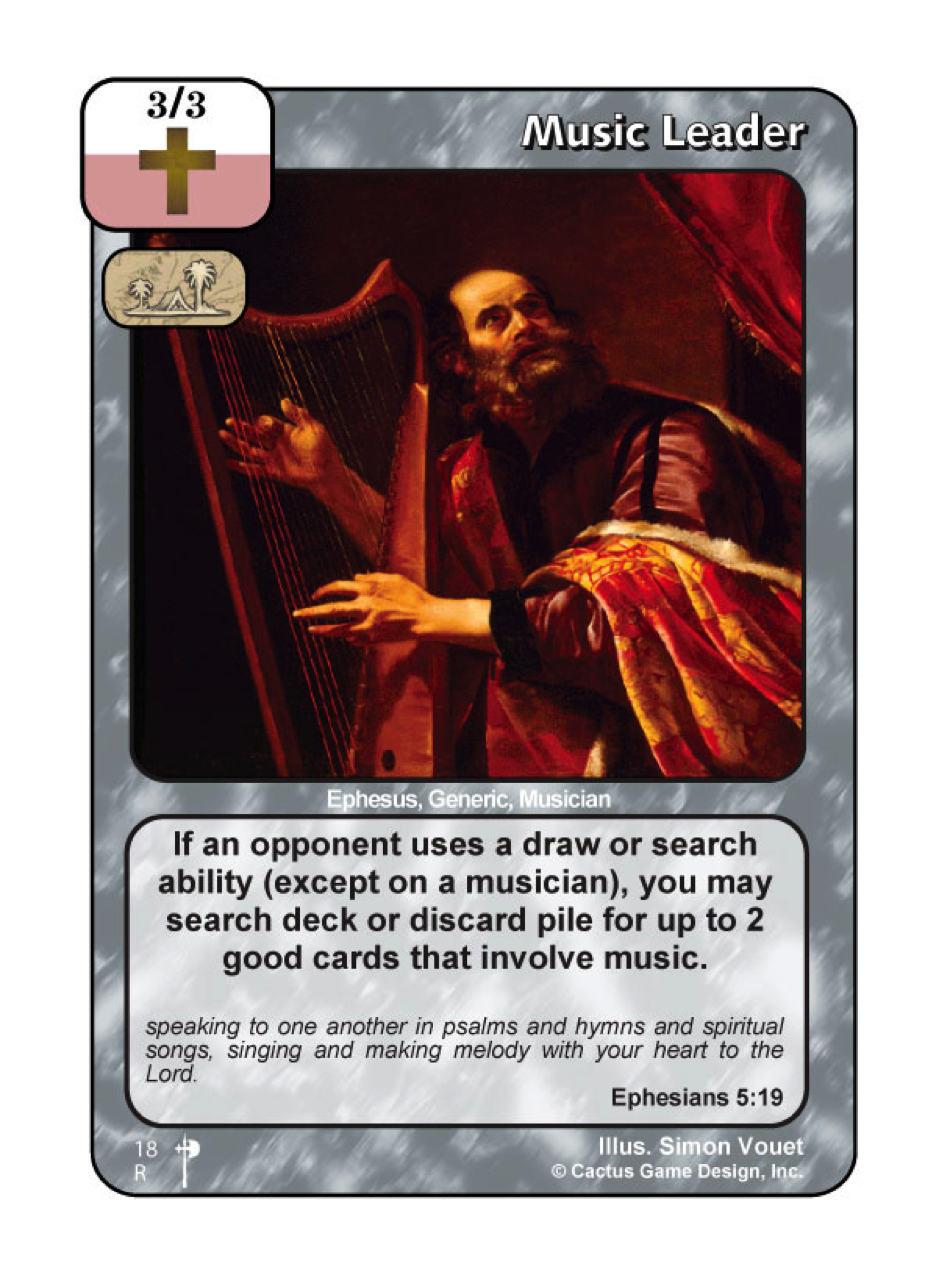 3/3
Music Leader
Ephesus, Generic, Musician
If an opponent uses a draw or search
ability (except on a musician), you may
search deck or discard pile for up to 2
good cards that involve music.
speaking to one another in psalms and hymns and spiritual
songs, singing and making melody with your heart to the
Lord.
Ephesians 5:19
18
R
Illus. Simon Vouet
© Cactus Game Design, Inc.